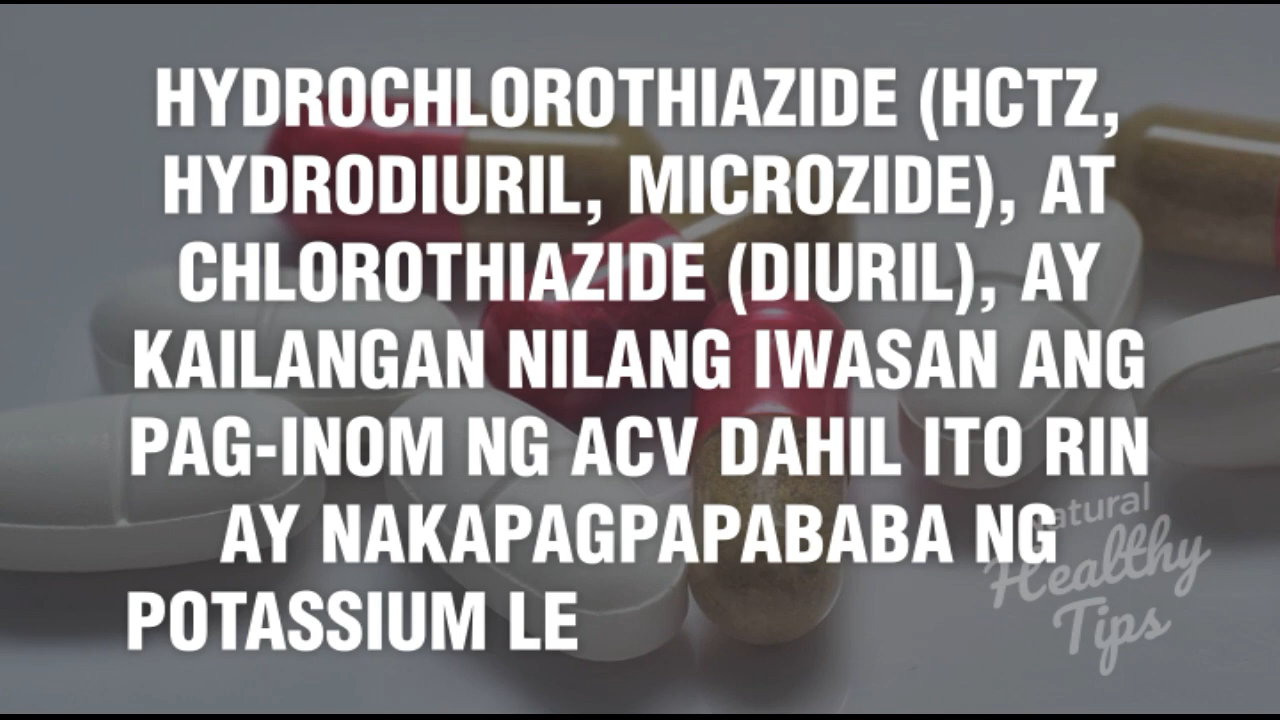 HYDROCHLOROTHIAZIDE (HCTZ,
HYDRODIURIL, MICROZIDE), AT
CHLOROTHIAZIDE (DIURIL), AY
KAILANGAN NILANG IWASAN ANG
PAG-INOM NG ACV DAHIL ITO RIN
AY NAKAPAGPAPABABA NG
POTASSIUM LE
Natural
Healthy
Tips